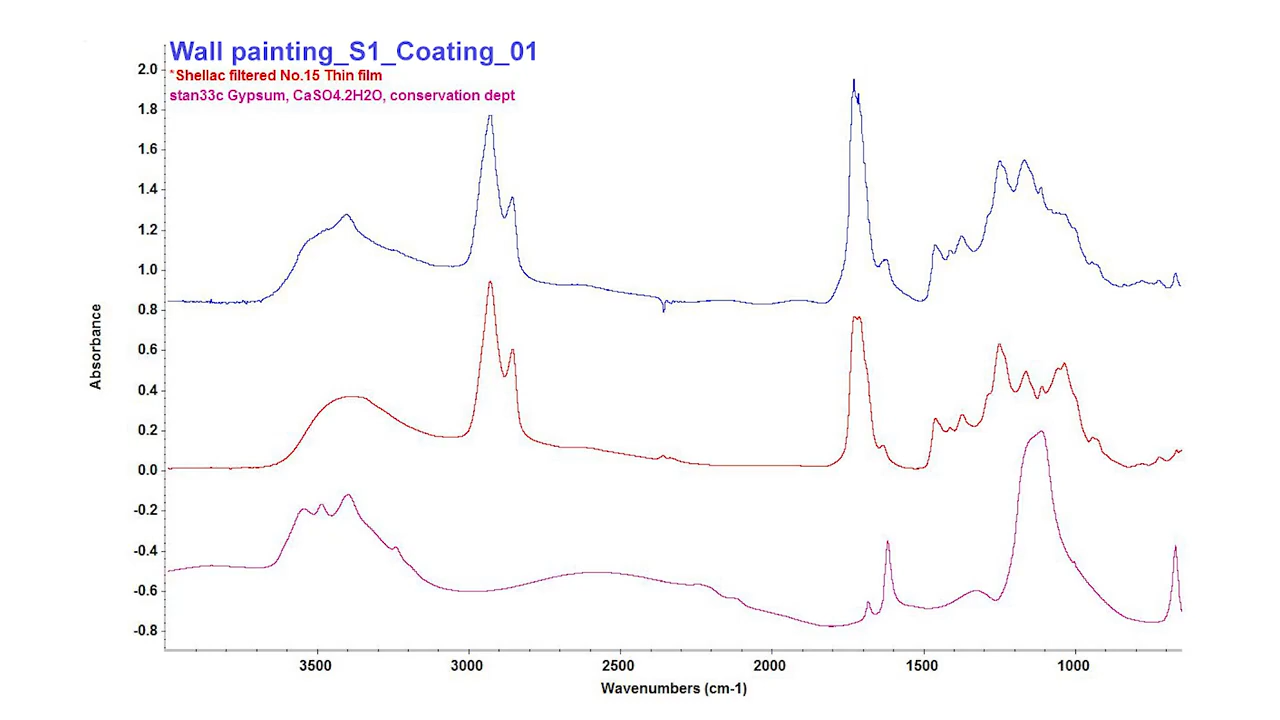 Wall painting_S1_Coating_01
*Shellac filtered No.15 Thin film
stan33c Gypsum, CaSO4.2H2O, conservation dept
2.0
1.8
1.6
1.4
1.2
1.0
0.8
0.6
0.4
0.2
0.0
-0.2
-0.4
-0.6
-0.8
Absorbance
3500 3000 2500 2000 1500 1000
Wavenumbers (cm-1)